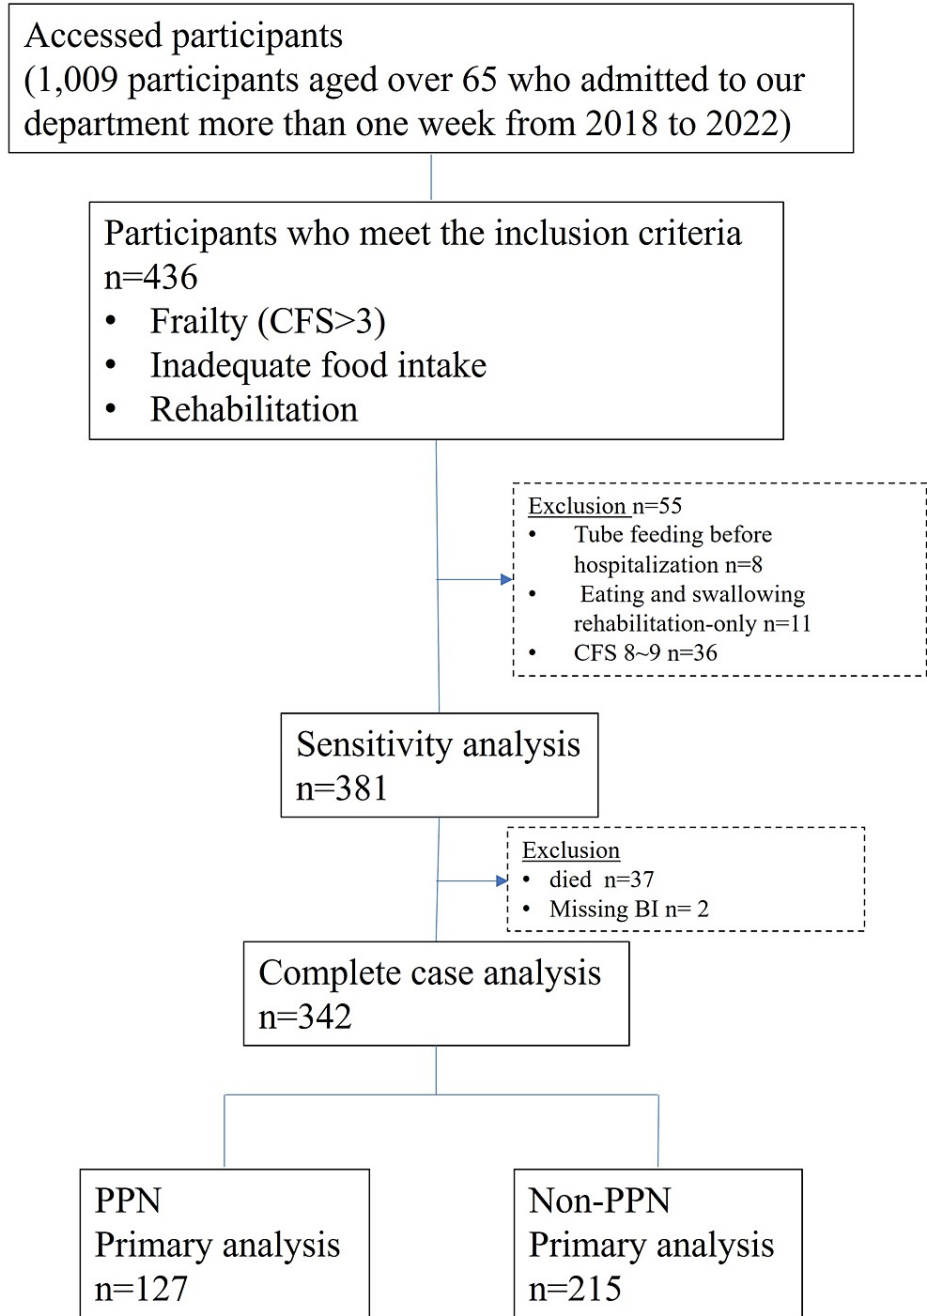 Accessed participants
(1,009 participants aged over 65 who admitted to our
department more than one week from 2018 to 2022)
Participants who meet the inclusion criteria
n=436
• Frailty (CFS>3)
• Inadequate food intake
• Rehabilitation
Exclusion n=55
• Tube feeding before
hospitalization n=8
• Eating and swallowing
rehabilitation-only n=11
• CFS 8~9 n=36
Sensitivity analysis
n=381
Exclusion
• died n=37
• Missing BI n= 2
Complete case analysis
n=342
PPN
Primary analysis
n=127
Non-PPN
Primary analysis
n=215